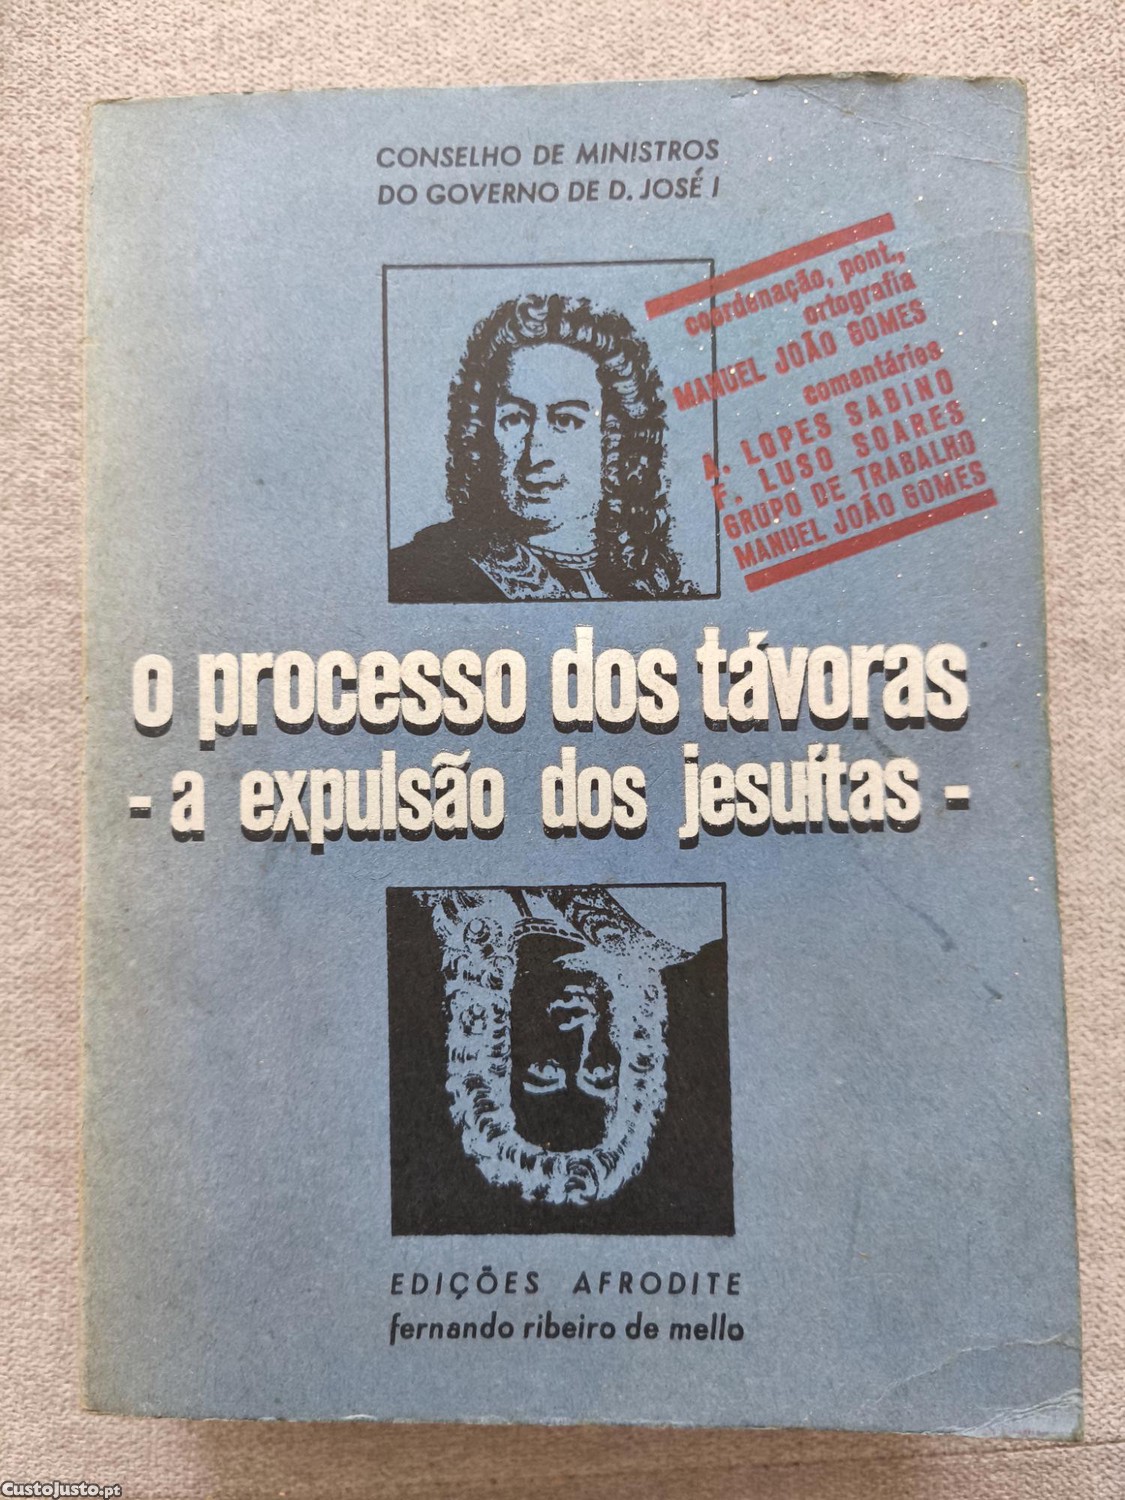 CONSELHO DE MINISTROS
DO GOVERNO DE D. JOSÉ I
coordenação, pont.,
ortografia
MANUEL JOÃO GOMES
comentários
A. LOPES SABINO
F. LUSO SOARES
GRUPO DE TRABALHO
MANUEL JOÃO GOMES
o processo dos távoras
- a expulsão dos jesuítas -
EDIÇÕES AFRODITE
fernando ribeiro de mello
CustoJusto.pt